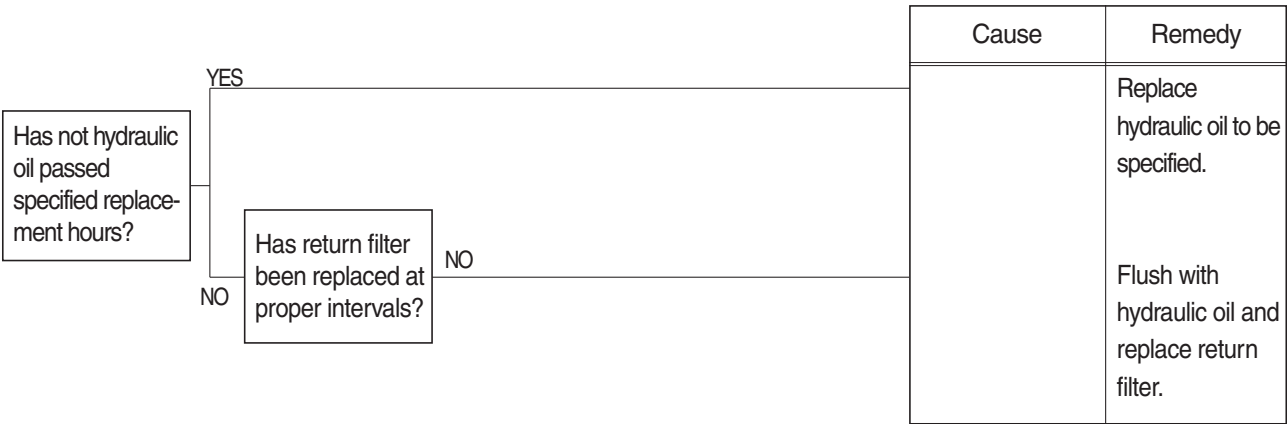 Cause
Remedy
YES
Replace
hydraulic oil to be
specified.
Has not hydraulic
oil passed
specified replace-
ment hours?
Has return filter
been replaced at
proper intervals?
NO
NO
Flush with
hydraulic oil and
replace return
filter.